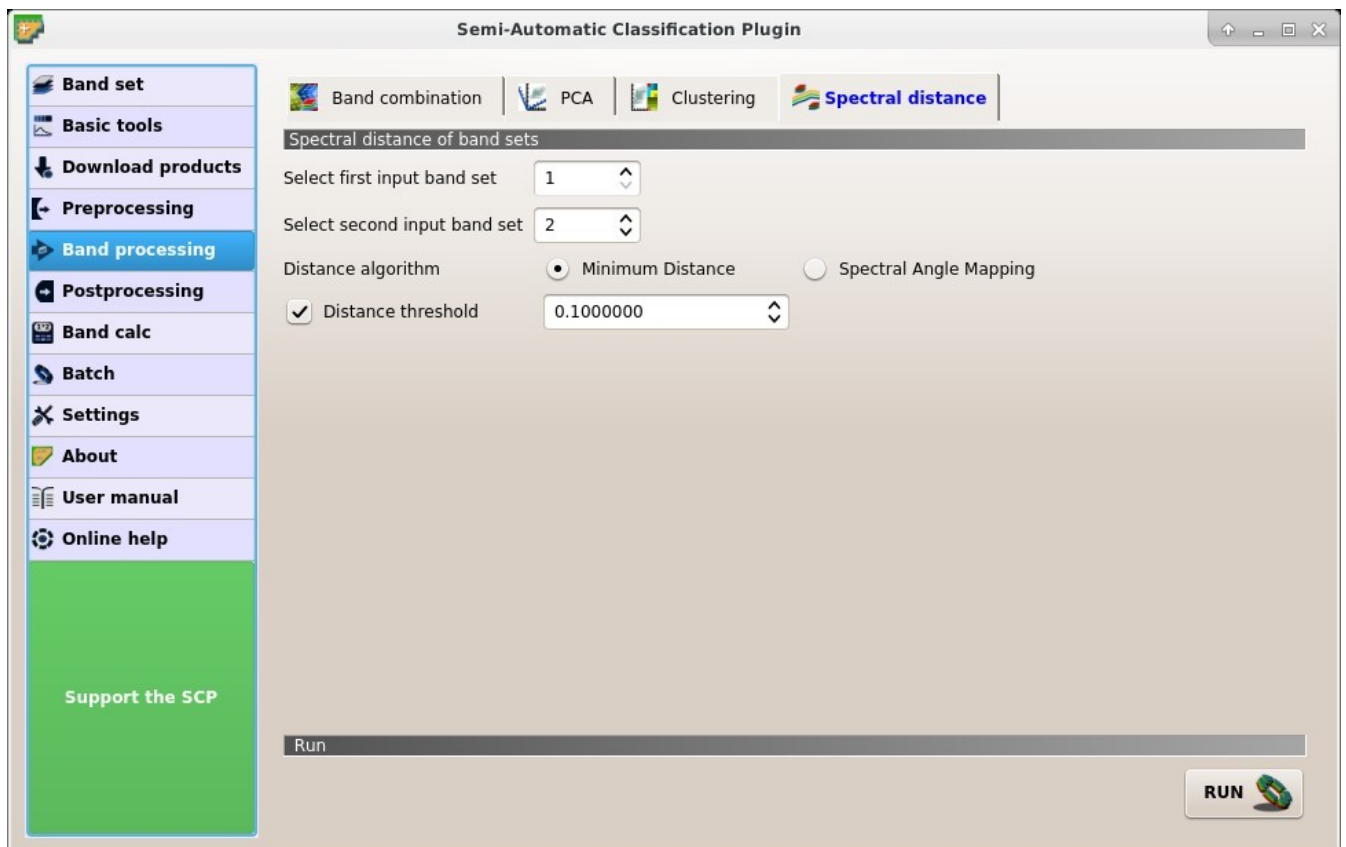 Semi-Automatic Classification Plugin
Band set
Basic tools
Download products
Preprocessing
Band processing
Postprocessing
Band calc
Batch
Settings
About
User manual
Online help
Support the SCP
Band combination PCA Clustering Spectral distance
Spectral distance of band sets
Select first input band set 1
Select second input band set 2
Distance algorithm Minimum Distance Spectral Angle Mapping
Distance threshold 0.1000000
Run
RUN